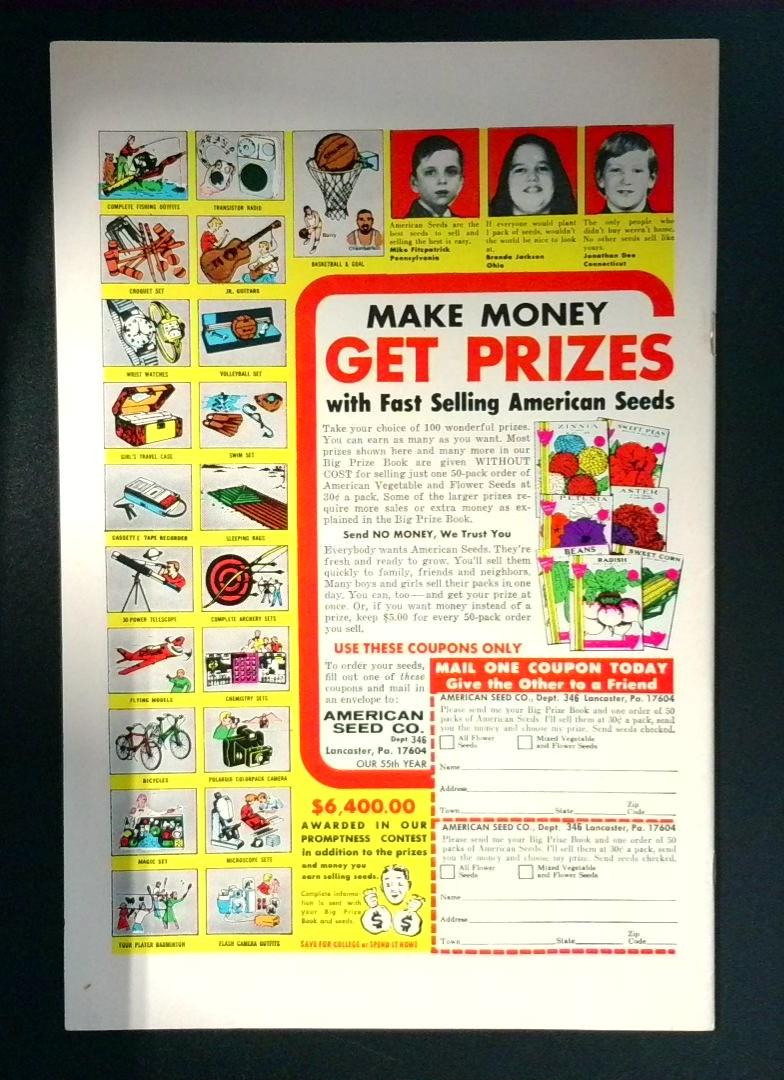 COMPLETE FISHING OUTFITS
TRANSISTOR RADIO
CROQUET SET
JR. GUITARS
WRIST WATCHES
VOLLEYBALL SET
GIRL'S TRAVEL CASE
SWIM SET
CASSETTE TAPE RECORDER
SLEEPING BAGS
30-POWER TELESCOPE
COMPLETE ARCHERY SETS
FLYING MODELS
CHEMISTRY SETS
BICYCLES
POLAROID COLORPACK CAMERA
MAGIC SET
MICROSCOPE SETS
FOUR PLAYER BADMINTON
FLASH CAMERA OUTFITS
Barry
Chamberlain
BASKETBALL & GOAL
American Seeds are the
best seeds to sell and
selling the best is easy.
Mike Fitzpatrick
Pennsylvania
If everyone would plant
1 pack of seeds, wouldn't
the world be nice to look
at.
Brenda Jackson
Ohio
The only people who
didn't buy weren't home.
No other seeds sell like
yours.
Jonathan Dee
Connecticut
MAKE MONEY
GET PRIZES
with Fast Selling American Seeds
Take your choice of 100 wonderful prizes.
You can earn as many as you want. Most
prizes shown here and many more in our
Big Prize Book are given WITHOUT
COST for selling just one 50-pack order of
American Vegetable and Flower Seeds at
30¢ a pack. Some of the larger prizes re-
quire more sales or extra money as ex-
plained in the Big Prize Book.
Send NO MONEY, We Trust You
Everybody wants American Seeds. They're
fresh and ready to grow. You'll sell them
quickly to family, friends and neighbors.
Many boys and girls sell their packs in one
day. You can, too—and get your prize at
once. Or, if you want money instead of a
prize, keep $5.00 for every 50-pack order
you sell.
ZINNIA
SWEET PEAS
PETUNIA
ASTER
BEANS
RADISH
SWEET CORN
USE THESE COUPONS ONLY
To order your seeds,
fill out one of these
coupons and mail in
an envelope to:
AMERICAN
SEED CO.
Dept. 346
Lancaster, Pa. 17604
OUR 55th YEAR
$6,400.00
AWARDED IN OUR
PROMPTNESS CONTEST
in addition to the prizes
and money you
earn selling seeds.
Complete informa-
tion is sent with
your Big Prize
Book and seeds.
$ $
SAVE FOR COLLEGE or SPEND IT NOW!
MAIL ONE COUPON TODAY
Give the Other to a Friend
AMERICAN SEED CO., Dept. 346 Lancaster, Pa. 17604
Please send me your Big Prize Book and one order of 50
packs of American Seeds. I'll sell them at 30¢ a pack, send
you the money and choose my prize. Send seeds checked.
All Flower Seeds
Mixed Vegetable and Flower Seeds
Name
Address
Town State Zip Code
AMERICAN SEED CO., Dept. 346 Lancaster, Pa. 17604
Please send me your Big Prize Book and one order of 50
packs of American Seeds. I'll sell them at 30¢ a pack, send
you the money and choose my prize. Send seeds checked.
All Flower Seeds
Mixed Vegetable and Flower Seeds
Name
Address
Town State Zip Code